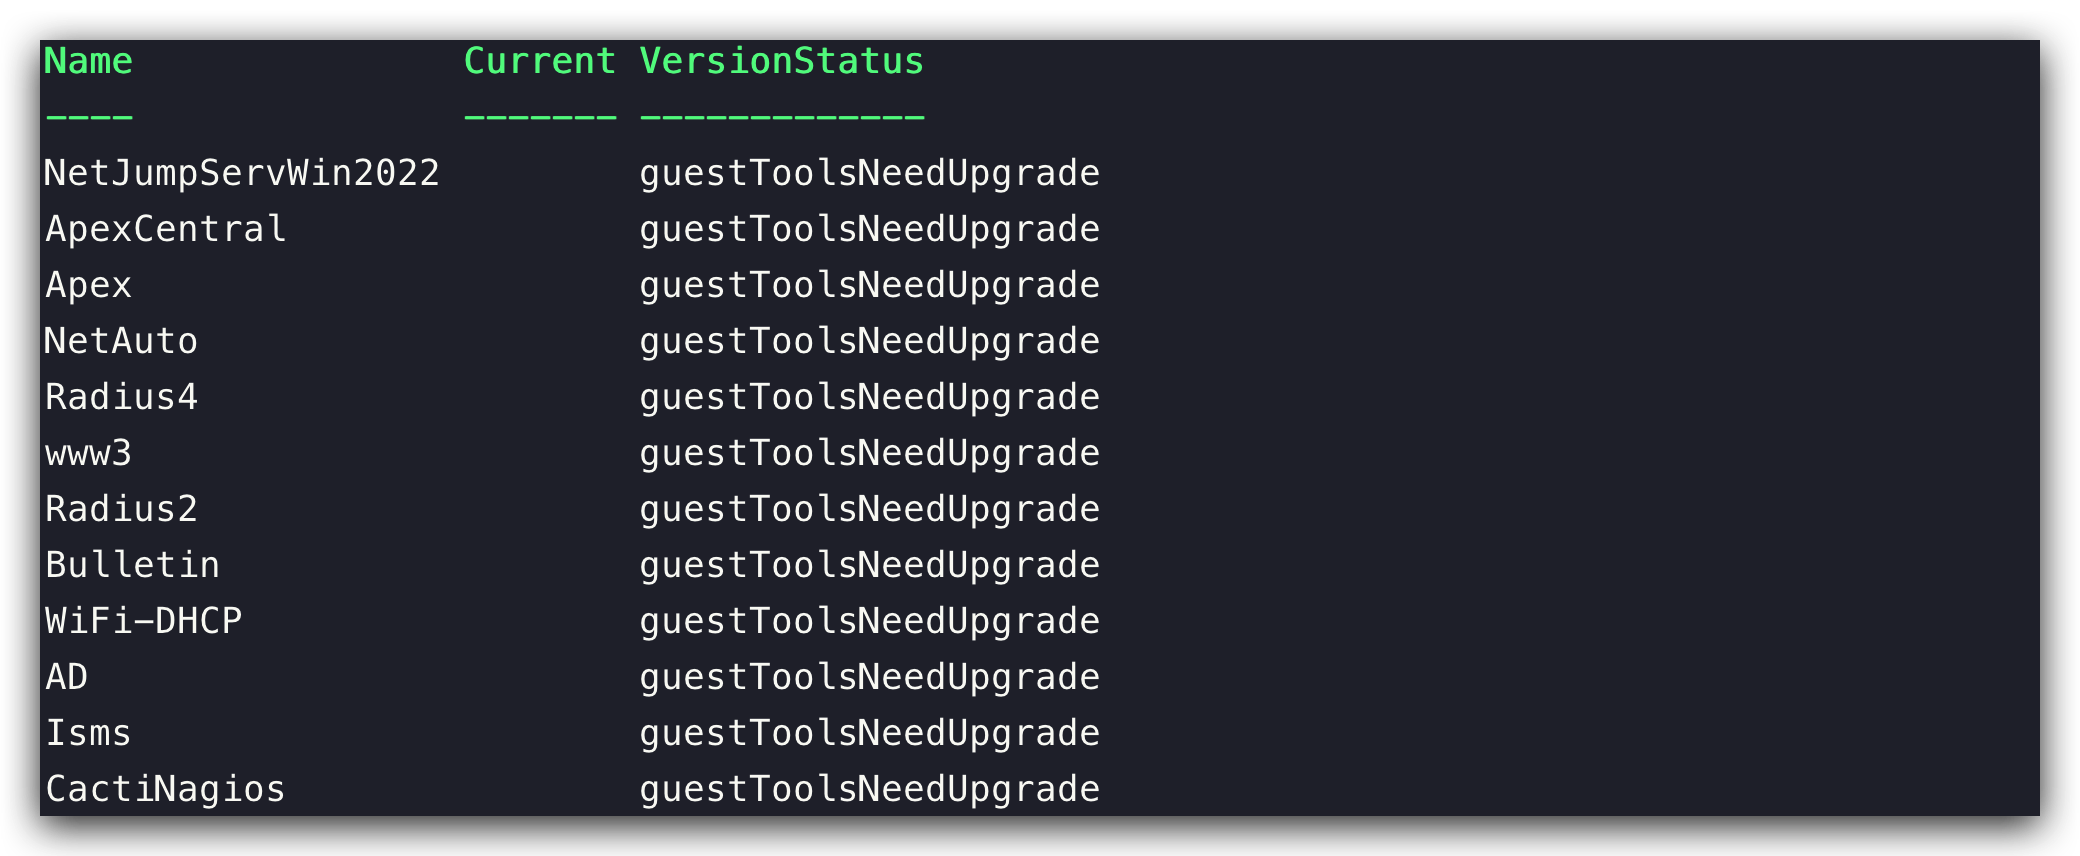 Name               Current VersionStatus
----               ------- -------------
NetJumpServWin2022         guestToolsNeedUpgrade
ApexCentral                guestToolsNeedUpgrade
Apex                       guestToolsNeedUpgrade
NetAuto                    guestToolsNeedUpgrade
Radius4                    guestToolsNeedUpgrade
www3                       guestToolsNeedUpgrade
Radius2                    guestToolsNeedUpgrade
Bulletin                   guestToolsNeedUpgrade
WiFi-DHCP                  guestToolsNeedUpgrade
AD                         guestToolsNeedUpgrade
Isms                       guestToolsNeedUpgrade
CactiNagios                guestToolsNeedUpgrade